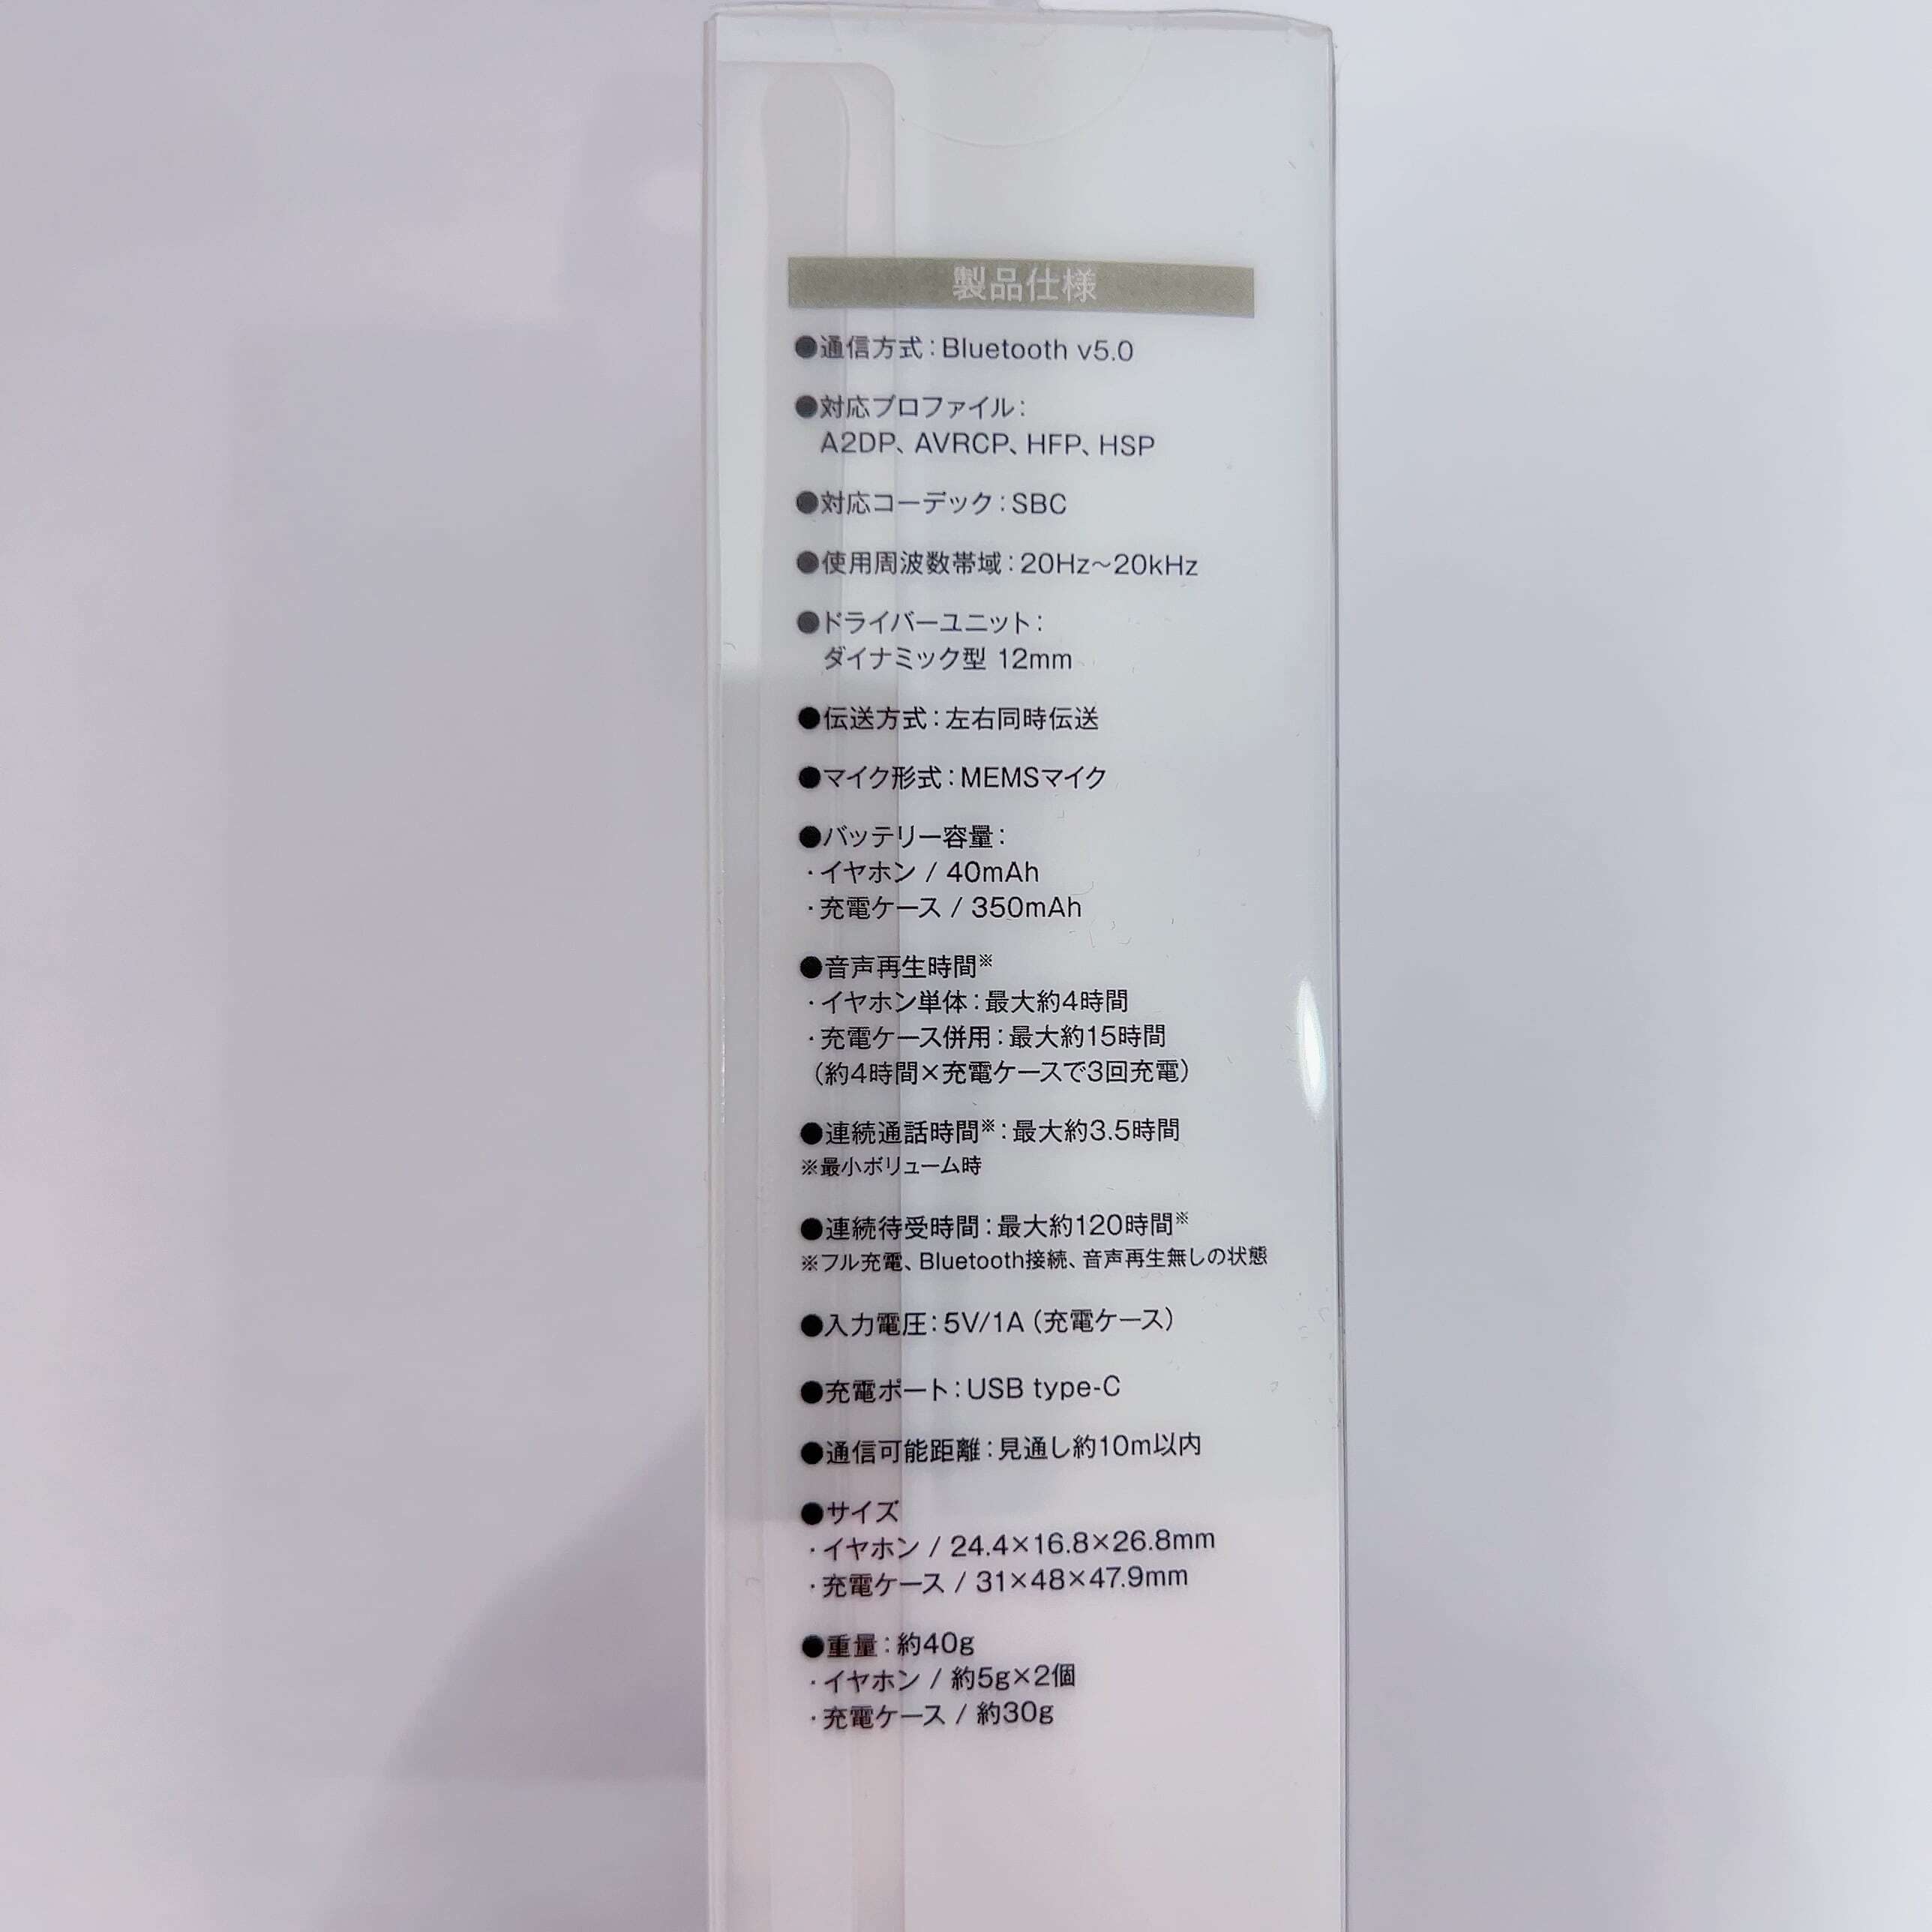 製品仕様
●通信方式：Bluetooth v5.0
●対応プロファイル：
A2DP、AVRCP、HFP、HSP
●対応コーデック：SBC
●使用周波数帯域：20Hz～20kHz
●ドライバーユニット：
ダイナミック型 12mm
●伝送方式：左右同時伝送
●マイク形式：MEMSマイク
●バッテリー容量：
・イヤホン / 40mAh
・充電ケース / 350mAh
●音声再生時間※
・イヤホン単体：最大約4時間
・充電ケース併用：最大約15時間
（約4時間×充電ケースで3回充電）
●連続通話時間※：最大約3.5時間
※最小ボリューム時
●連続待受時間：最大約120時間※
※フル充電、Bluetooth接続、音声再生無しの状態
●入力電圧：5V/1A（充電ケース）
●充電ポート：USB type-C
●通信可能距離：見通し約10m以内
●サイズ
・イヤホン / 24.4×16.8×26.8mm
・充電ケース / 31×48×47.9mm
●重量：約40g
・イヤホン / 約5g×2個
・充電ケース / 約30g